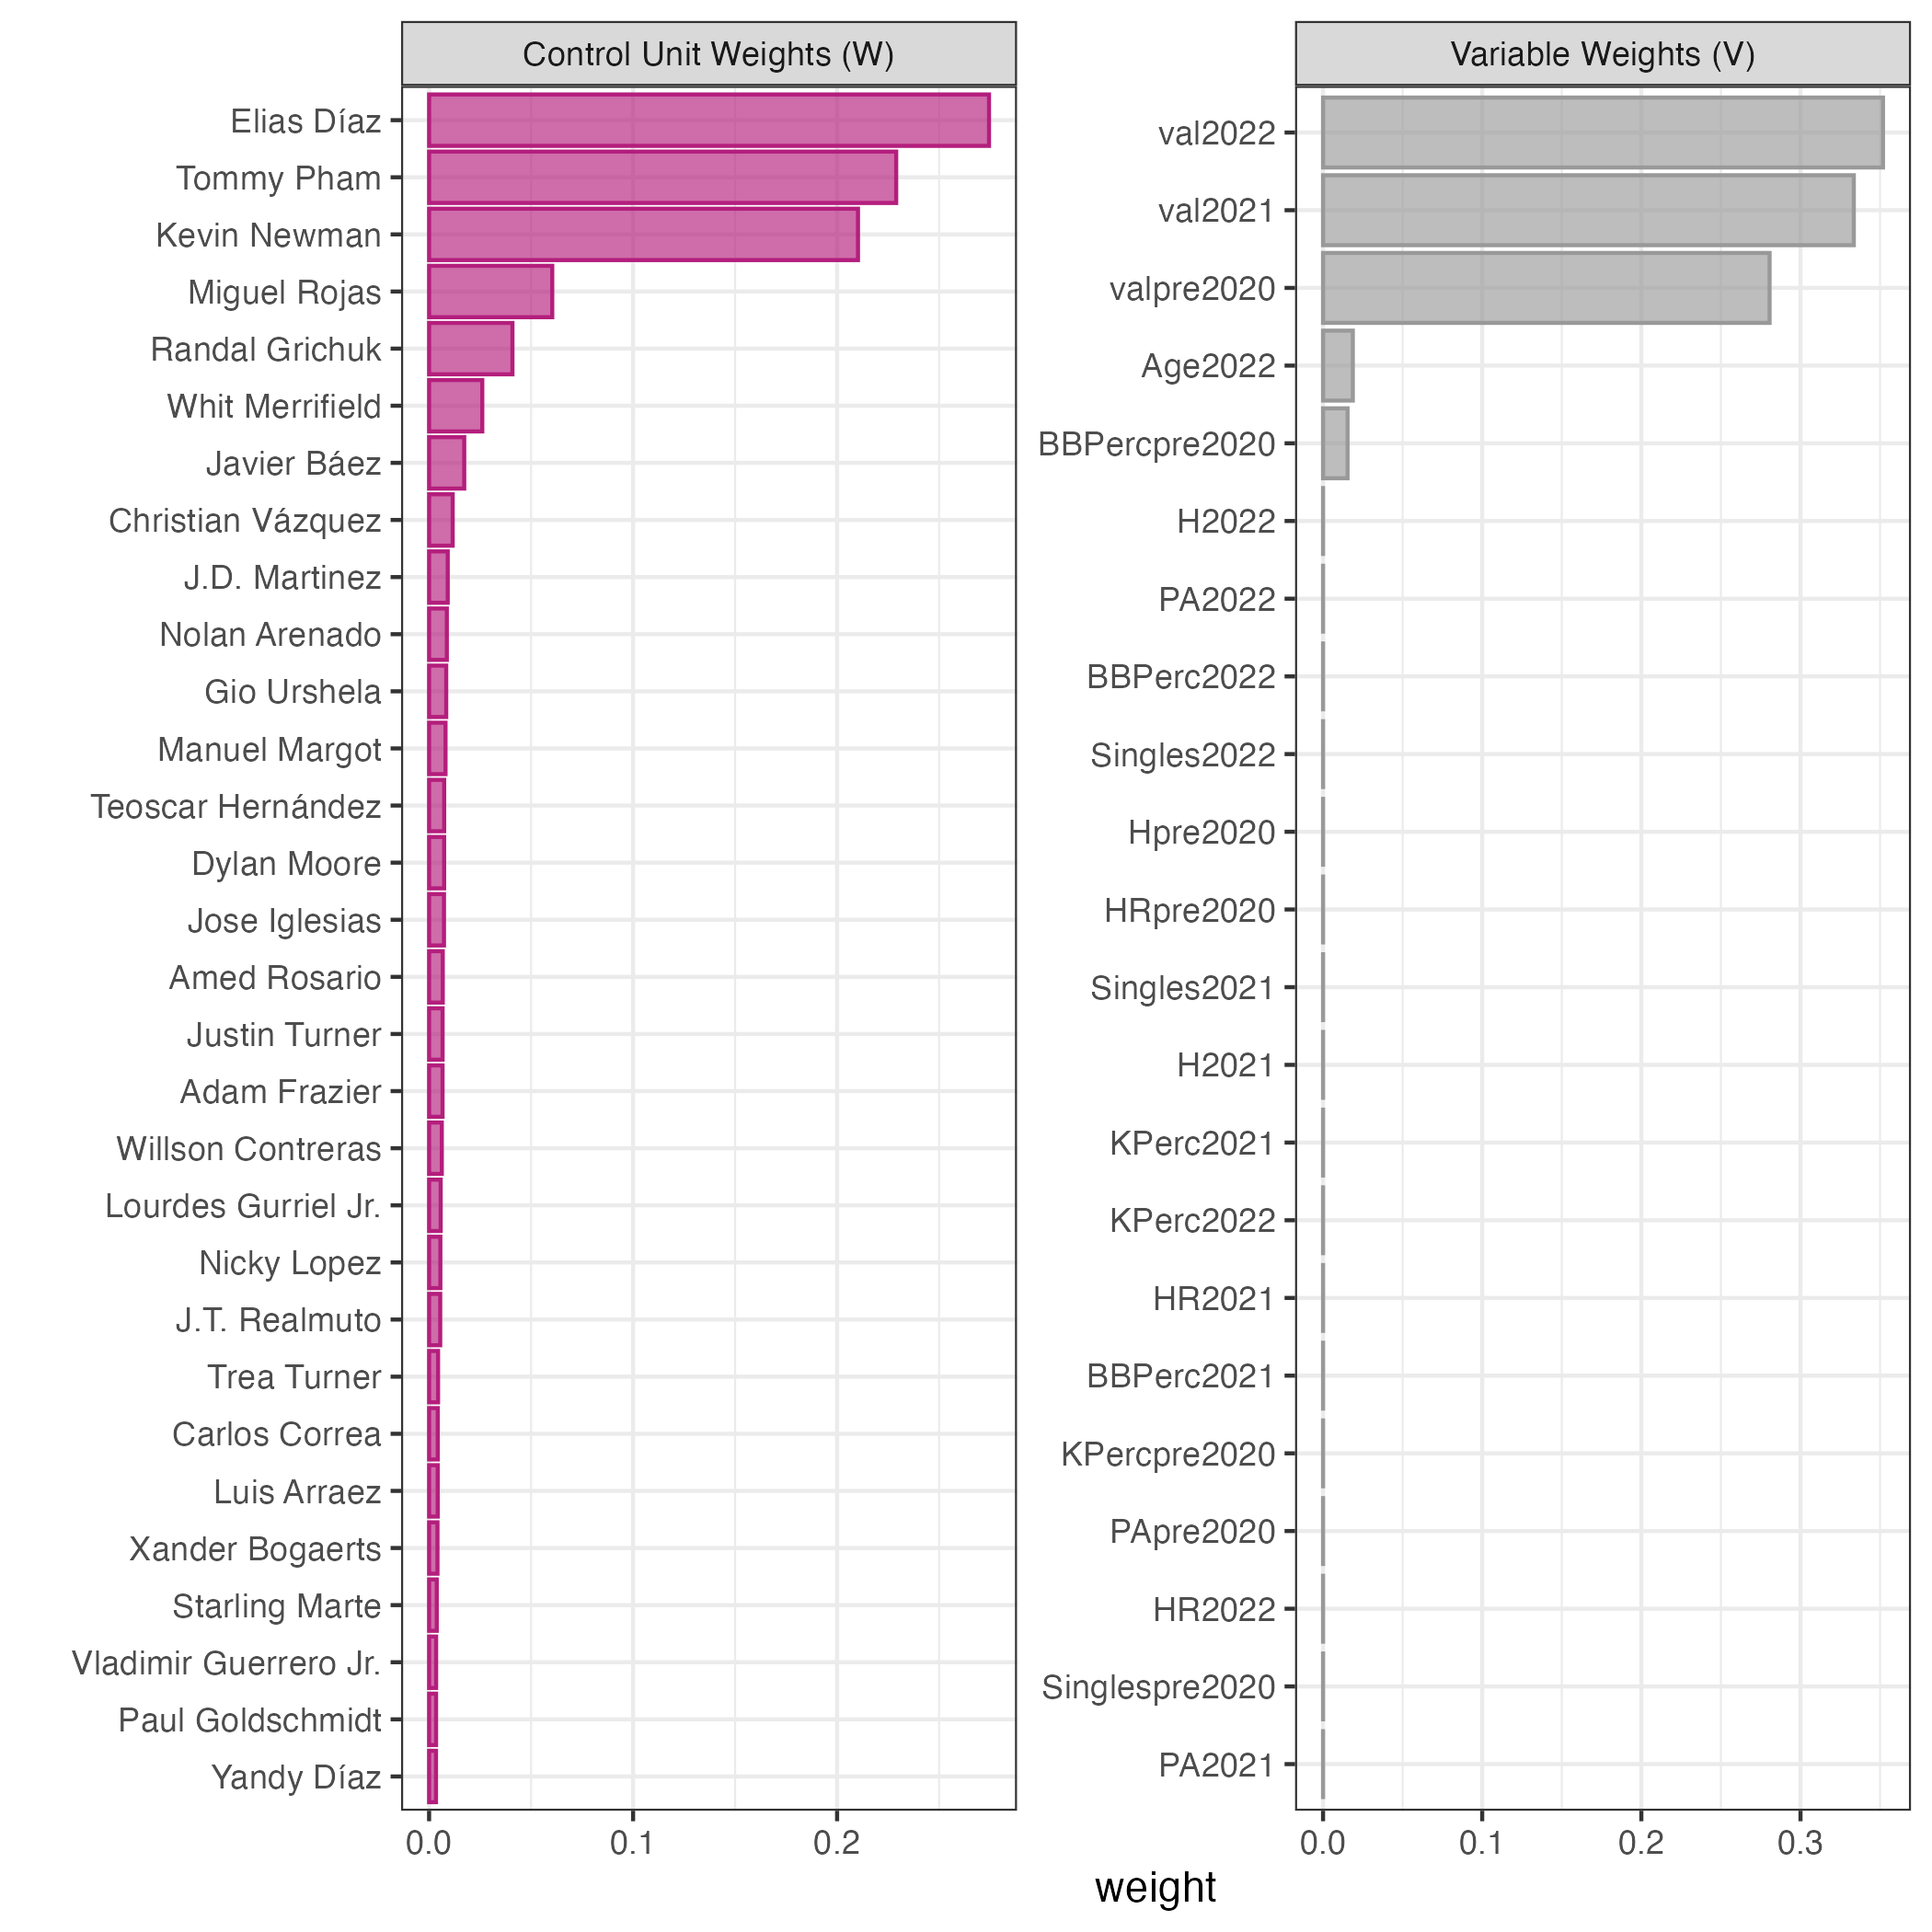 Control Unit Weights (W)
Elias Díaz
Tommy Pham
Kevin Newman
Miguel Rojas
Randal Grichuk
Whit Merrifield
Javier Báez
Christian Vázquez
J.D. Martinez
Nolan Arenado
Gio Urshela
Manuel Margot
Teoscar Hernández
Dylan Moore
Jose Iglesias
Amed Rosario
Justin Turner
Adam Frazier
Willson Contreras
Lourdes Gurriel Jr.
Nicky Lopez
J.T. Realmuto
Trea Turner
Carlos Correa
Luis Arraez
Xander Bogaerts
Starling Marte
Vladimir Guerrero Jr.
Paul Goldschmidt
Yandy Díaz
0.0 0.1 0.2
Variable Weights (V)
val2022
val2021
valpre2020
Age2022
BBPercpre2020
H2022
PA2022
BBPerc2022
Singles2022
Hpre2020
HRpre2020
Singles2021
H2021
KPerc2021
KPerc2022
HR2021
BBPerc2021
KPercpre2020
PApre2020
HR2022
Singlespre2020
PA2021
0.0 0.1 0.2 0.3
weight